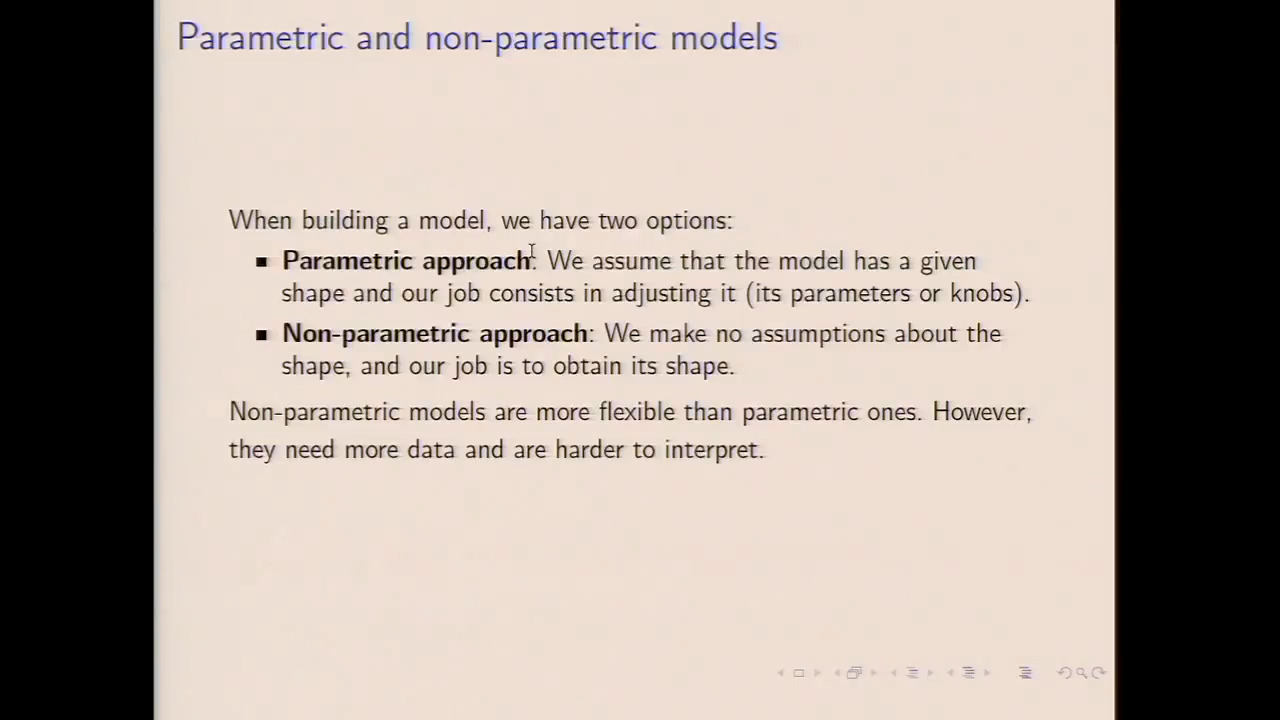 Parametric and non-parametric models
When building a model, we have two options:
Parametric approach: We assume that the model has a given
shape and our job consists in adjusting it (its parameters or knobs).
Non-parametric approach: We make no assumptions about the
shape, and our job is to obtain its shape.
Non-parametric models are more flexible than parametric ones. However,
they need more data and are harder to interpret.